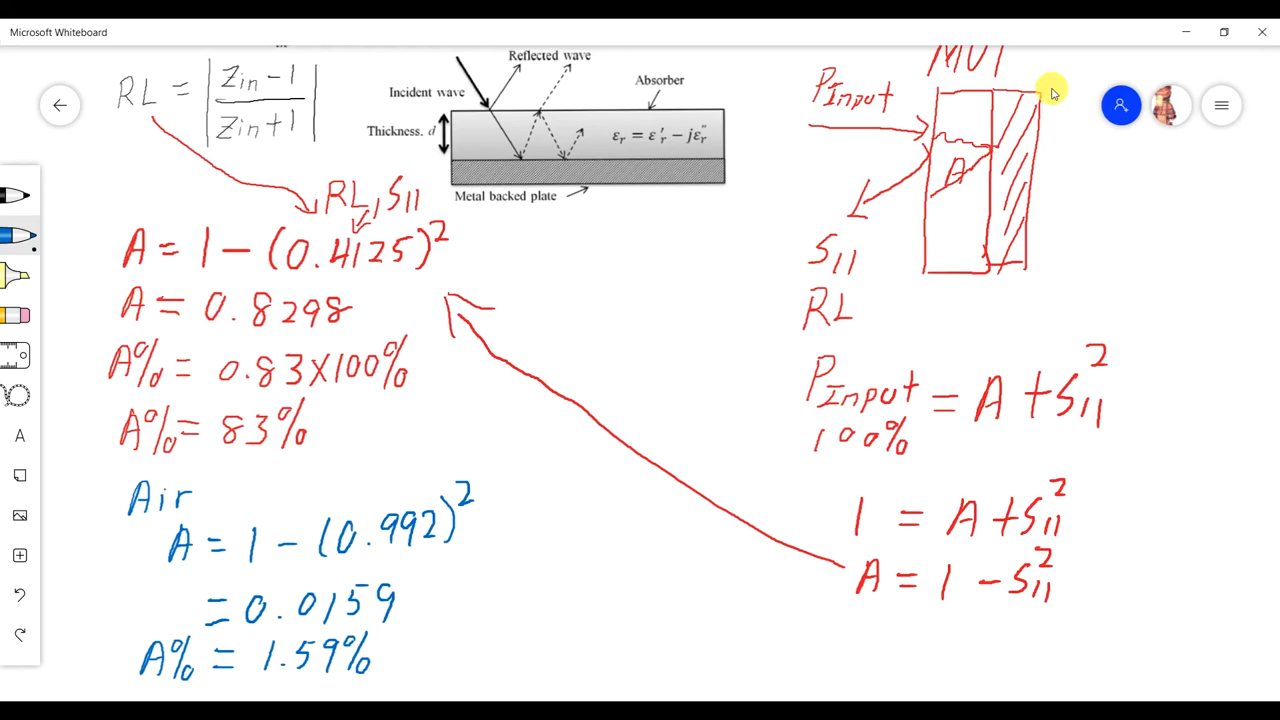 Microsoft Whiteboard
RL = | Zin - 1 / Zin + 1 |
Reflected wave
Incident wave
Absorber
Thickness. d
εr = ε'r − jε"r
Metal backed plate
RL, S11
A = 1 - (0.4125)²
A = 0.8298
A% = 0.83 X 100%
A% = 83%
Air
A = 1 - (0.992)²
= 0.0159
A% = 1.59%
MUT
PInput
A
S11
RL
PInput = A + S11²
100%
1 = A + S11²
A = 1 - S11²
A